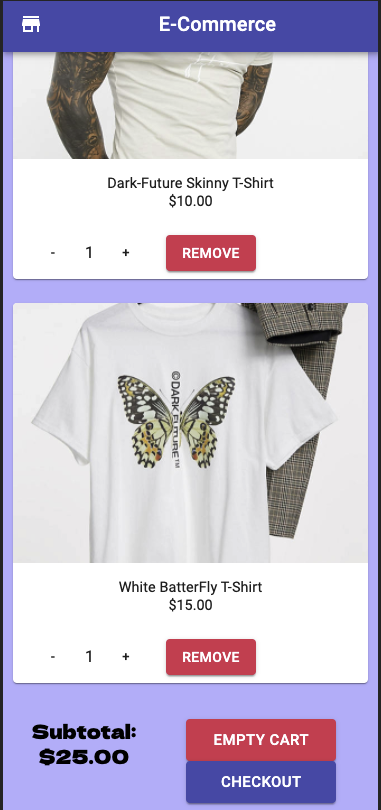 E-Commerce
Dark-Future Skinny T-Shirt
$10.00
- 1 + REMOVE
©DARK FUTURE™
White BatterFly T-Shirt
$15.00
- 1 + REMOVE
Subtotal:
$25.00
EMPTY CART
CHECKOUT